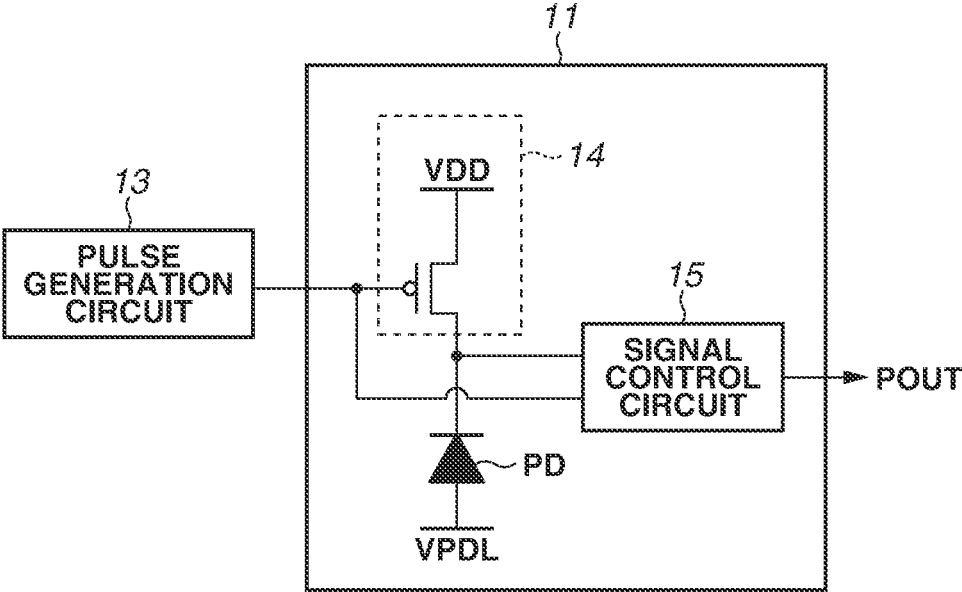 11
14
VDD
13
PULSE
GENERATION
CIRCUIT
15
SIGNAL
CONTROL
CIRCUIT
POUT
PD
VPDL